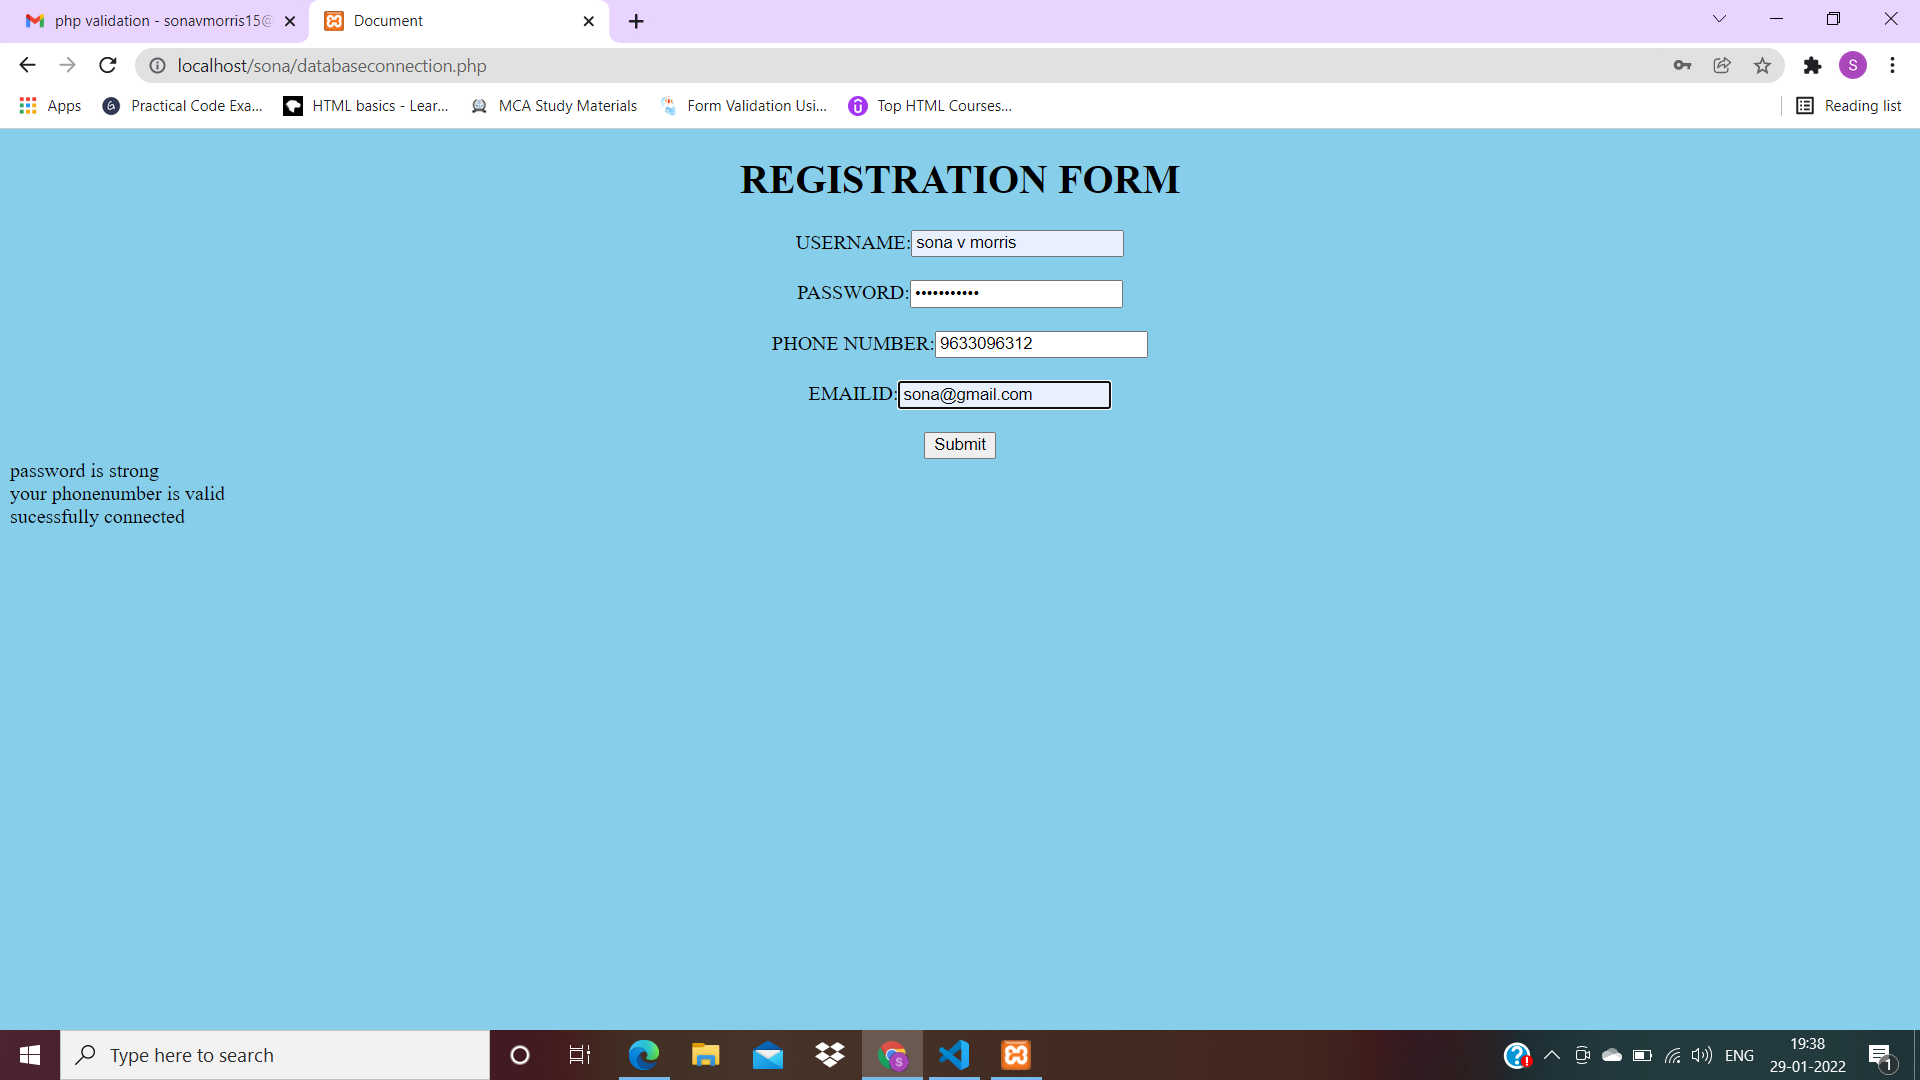 php validation - sonavmorris15@
Document
localhost/sona/databaseconnection.php
S
Apps
Practical Code Exa...
HTML basics - Lear...
MCA Study Materials
Form Validation Usi...
Top HTML Courses...
Reading list
REGISTRATION FORM
USERNAME: sona v morris
PASSWORD: •••••••••••
PHONE NUMBER: 9633096312
EMAILID: sona@gmail.com
Submit
password is strong
your phonenumber is valid
sucessfully connected
Type here to search
S
ENG
19:38
29-01-2022
1